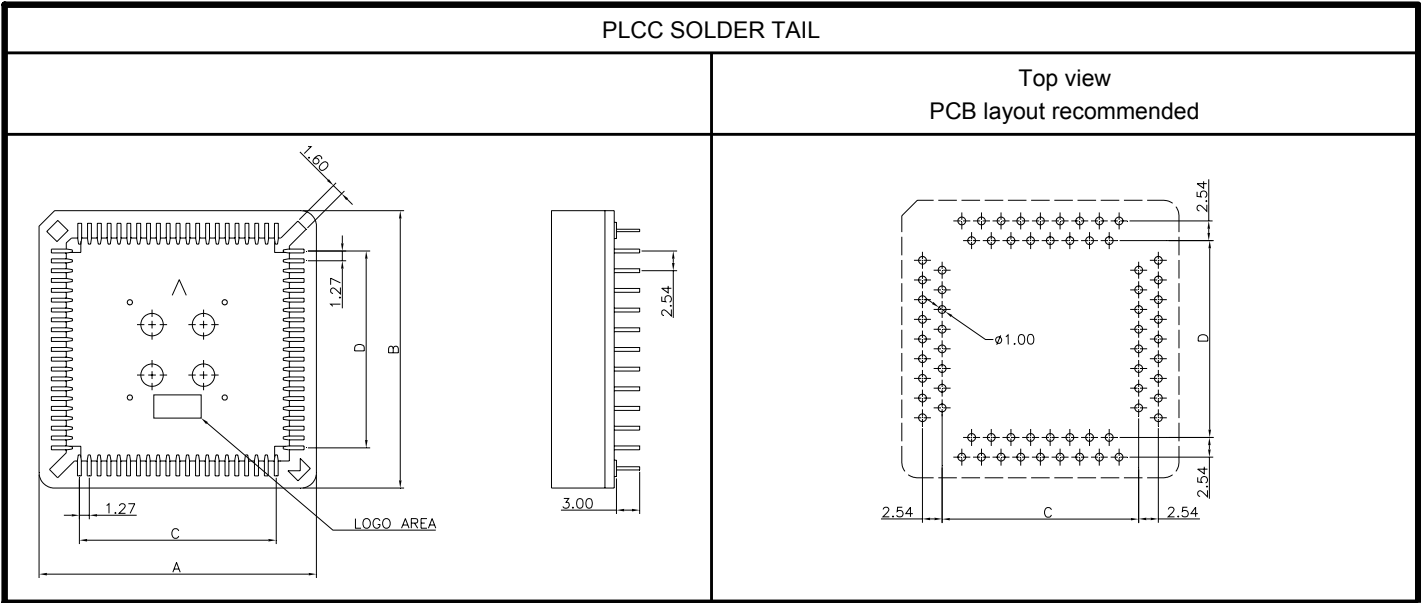 PLCC SOLDER TAIL
Top view
PCB layout recommended
1.60
1.27
D
B
1.27
C
A
LOGO AREA
2.54
3.00
2.54
ø1.00
D
2.54
2.54
C
2.54